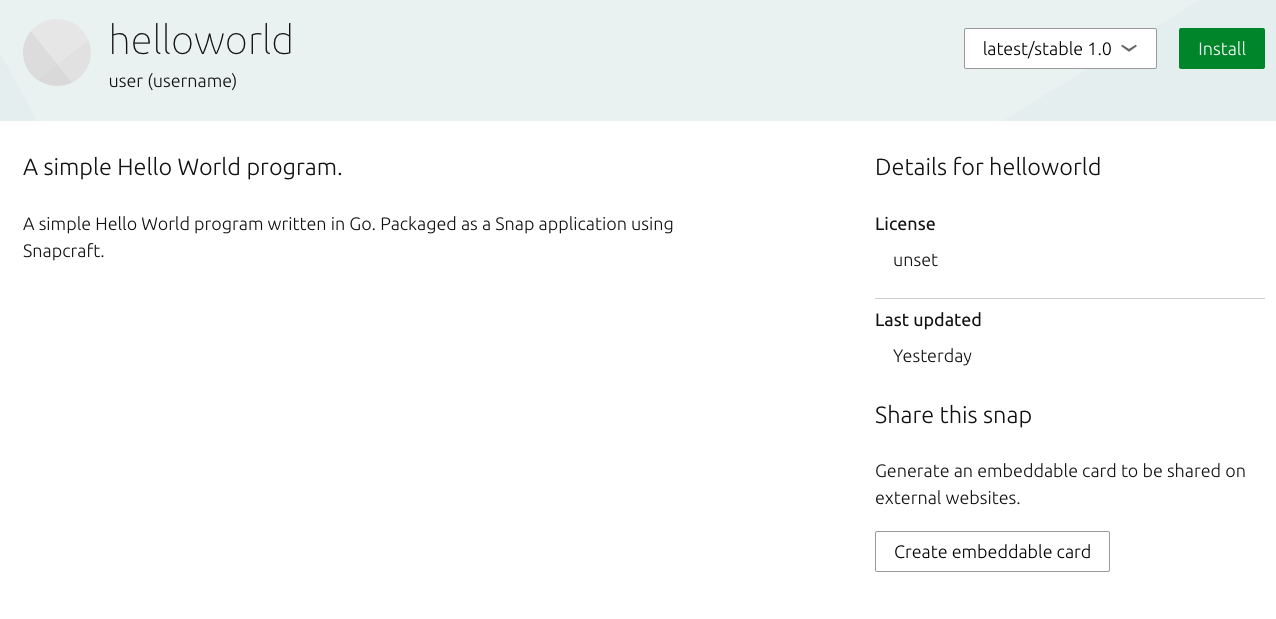 helloworld
user (username)
latest/stable 1.0
Install
A simple Hello World program.
A simple Hello World program written in Go. Packaged as a Snap application using
Snapcraft.
Details for helloworld
License
unset
Last updated
Yesterday
Share this snap
Generate an embeddable card to be shared on
external websites.
Create embeddable card